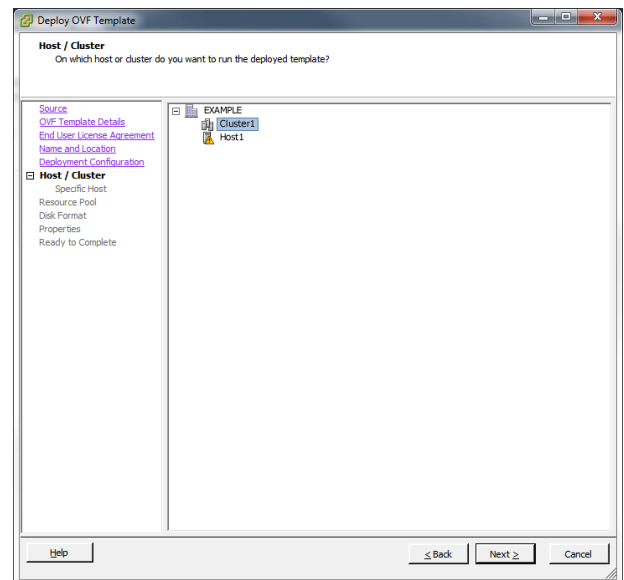 Deploy OVF Template
Host / Cluster
On which host or cluster do you want to run the deployed template?
Source
OVF Template Details
End User License Agreement
Name and Location
Deployment Configuration
Host / Cluster
Specific Host
Resource Pool
Disk Format
Properties
Ready to Complete
EXAMPLE
Cluster1
Host1
Help
< Back
Next >
Cancel